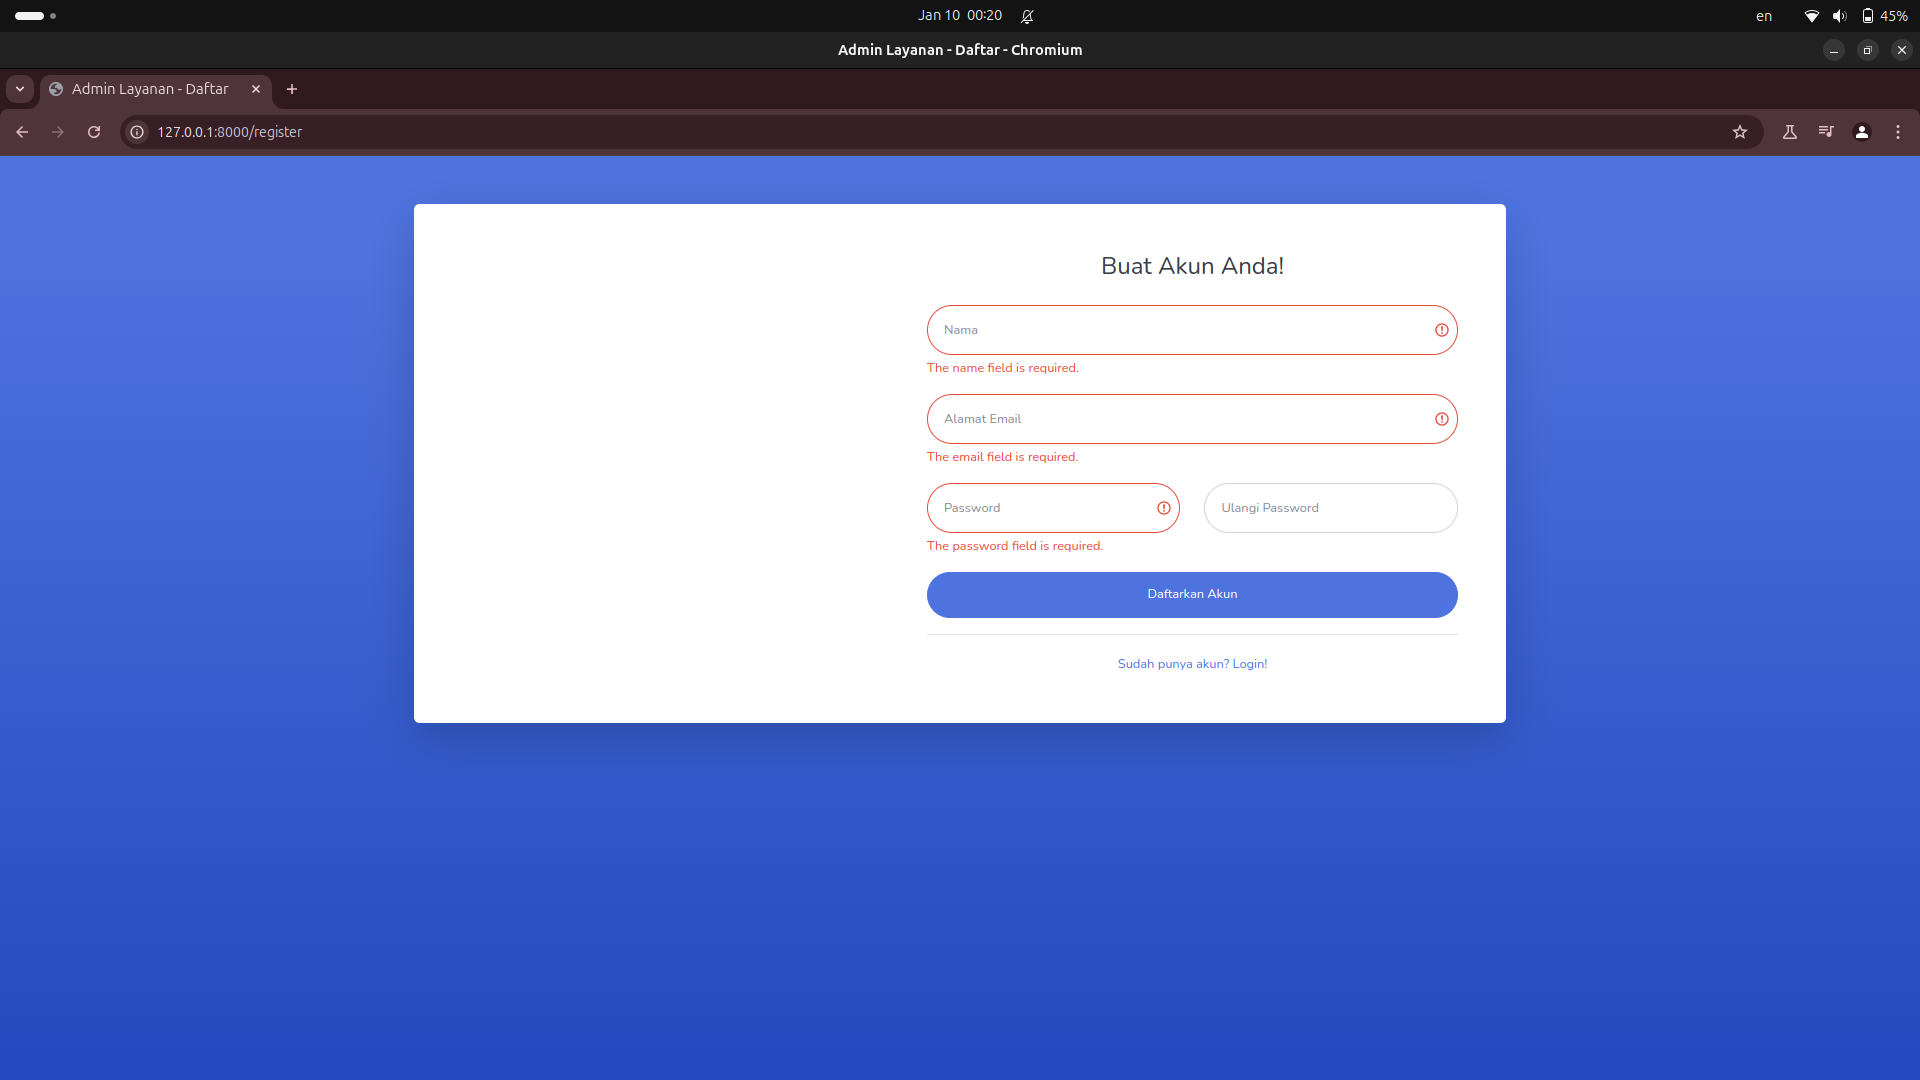 Jan 10 00:20
en
45%
Admin Layanan - Daftar - Chromium
Admin Layanan - Daftar
127.0.0.1:8000/register
Buat Akun Anda!
Nama
The name field is required.
Alamat Email
The email field is required.
Password
Ulangi Password
The password field is required.
Daftarkan Akun
Sudah punya akun? Login!